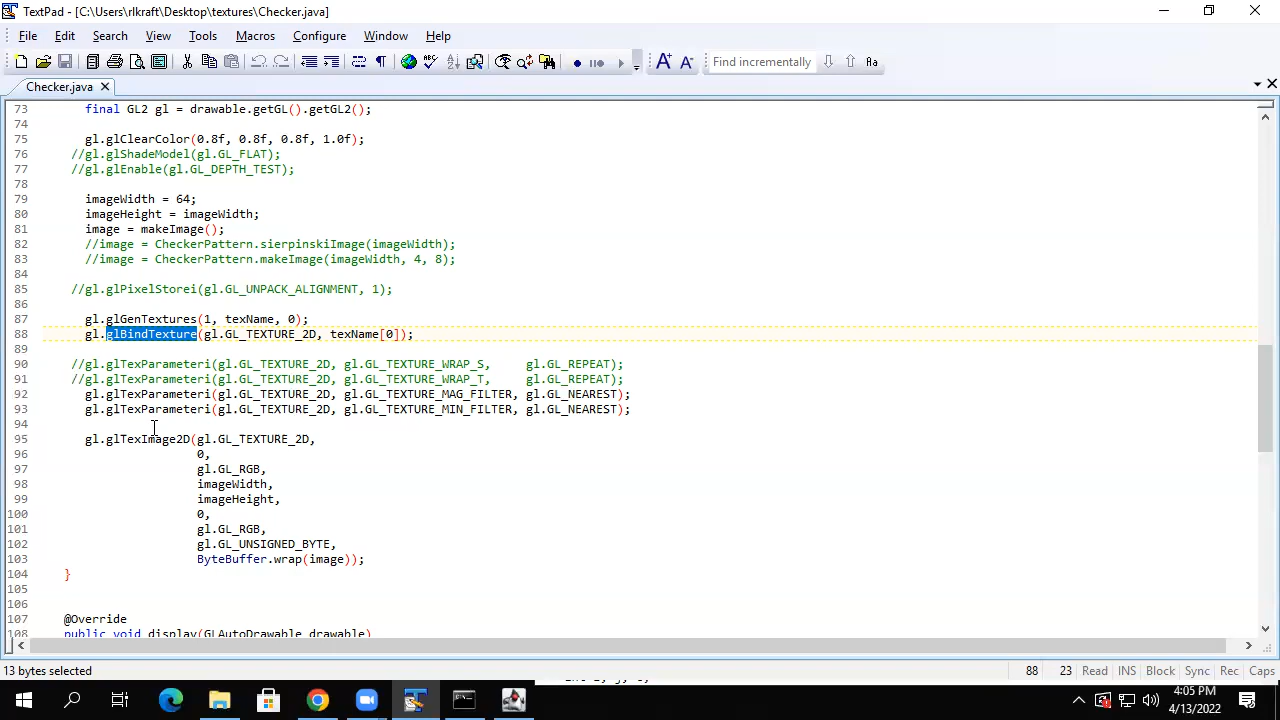 TextPad - [C:\Users\rlkraft\Desktop\textures\Checker.java]
File Edit Search View Tools Macros Configure Window Help
Find incrementally Aa
Checker.java
73 final GL2 gl = drawable.getGL().getGL2();
74
75 gl.glClearColor(0.8f, 0.8f, 0.8f, 1.0f);
76 //gl.glShadeModel(gl.GL_FLAT);
77 //gl.glEnable(gl.GL_DEPTH_TEST);
78
79 imageWidth = 64;
80 imageHeight = imageWidth;
81 image = makeImage();
82 //image = CheckerPattern.sierpinskiImage(imageWidth);
83 //image = CheckerPattern.makeImage(imageWidth, 4, 8);
84
85 //gl.glPixelStorei(gl.GL_UNPACK_ALIGNMENT, 1);
86
87 gl.glGenTextures(1, texName, 0);
88 gl.glBindTexture(gl.GL_TEXTURE_2D, texName[0]);
89
90 //gl.glTexParameteri(gl.GL_TEXTURE_2D, gl.GL_TEXTURE_WRAP_S, gl.GL_REPEAT);
91 //gl.glTexParameteri(gl.GL_TEXTURE_2D, gl.GL_TEXTURE_WRAP_T, gl.GL_REPEAT);
92 gl.glTexParameteri(gl.GL_TEXTURE_2D, gl.GL_TEXTURE_MAG_FILTER, gl.GL_NEAREST);
93 gl.glTexParameteri(gl.GL_TEXTURE_2D, gl.GL_TEXTURE_MIN_FILTER, gl.GL_NEAREST);
94
95 gl.glTexImage2D(gl.GL_TEXTURE_2D,
96 0,
97 gl.GL_RGB,
98 imageWidth,
99 imageHeight,
100 0,
101 gl.GL_RGB,
102 gl.GL_UNSIGNED_BYTE,
103 ByteBuffer.wrap(image));
104 }
105
106
107 @Override
108 public void display(GLAutoDrawable drawable)
13 bytes selected 88 23 Read INS Block Sync Rec Caps
4:05 PM
4/13/2022